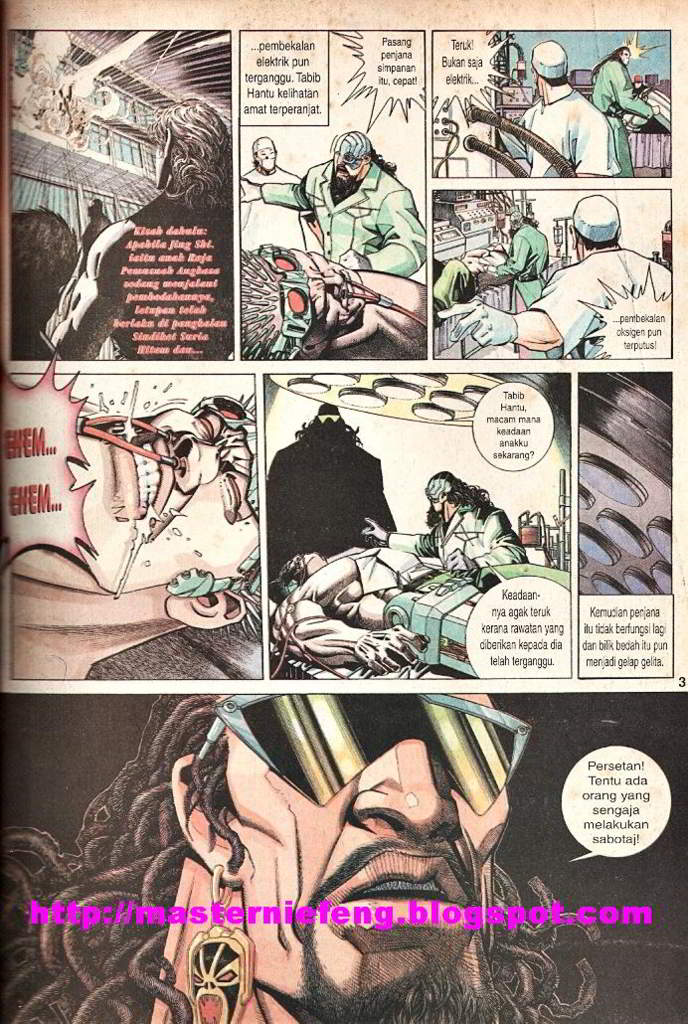 Kisah dahulu:
Apabila Jing Shi,
iaitu anak Raja
Pemusnah Angkasa
sedang menjalani
pembedahannya,
letupan telah
berlaku di pangkalan
Sindiket Suria
Hitam dan...
...pembekalan
elektrik pun
terganggu. Tabib
Hantu kelihatan
amat terperanjat.
Pasang
penjana
simpanan
itu, cepat!
Teruk!
Bukan saja
elektrik...
...pembekalan
oksigen pun
terputus!
EHEM...
EHEM...
Tabib
Hantu,
macam mana
keadaan
anakku
sekarang?
Keadaan-
nya agak teruk
kerana rawatan yang
diberikan kepada dia
telah terganggu.
Kemudian penjana
itu tidak berfungsi lagi
dan bilik bedah itu pun
menjadi gelap gelita.
3
Persetan!
Tentu ada
orang yang
sengaja
melakukan
sabotaj!
http://masterniefeng.blogspot.com